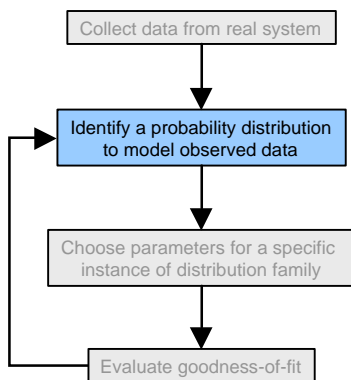 Collect data from real system
Identify a probability distribution
to model observed data
Choose parameters for a specific
instance of distribution family
Evaluate goodness-of-fit